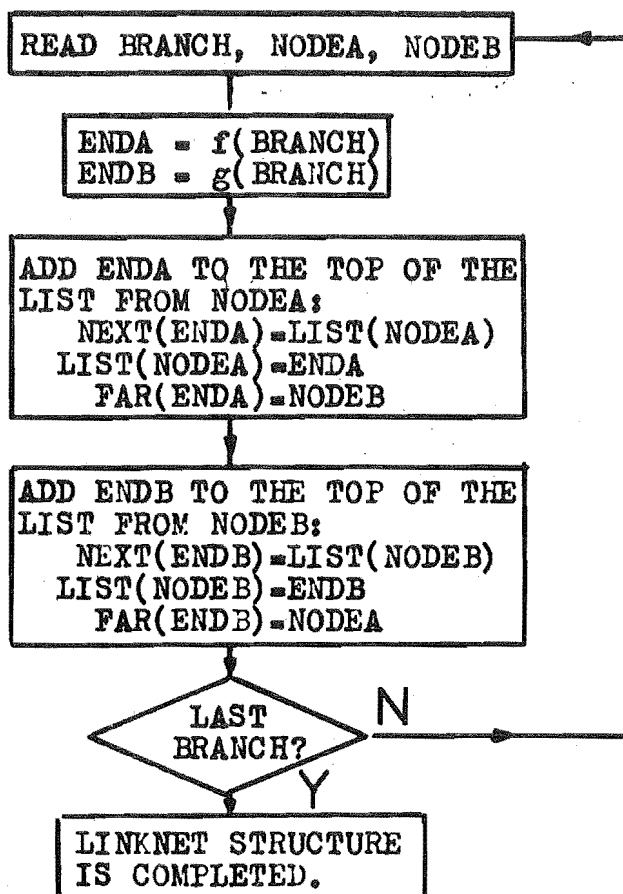 READ BRANCH, NODEA, NODEB
ENDA = f(BRANCH)
ENDB = g(BRANCH)
ADD ENDA TO THE TOP OF THE
LIST FROM NODEA:
NEXT(ENDA)=LIST(NODEA)
LIST(NODEA)=ENDA
FAR(ENDA)=NODEB
ADD ENDB TO THE TOP OF THE
LIST FROM NODEB:
NEXT(ENDB)=LIST(NODEB)
LIST(NODEB)=ENDB
FAR(ENDB)=NODEA
LAST
BRANCH?
N
Y
LINKNET STRUCTURE
IS COMPLETED.